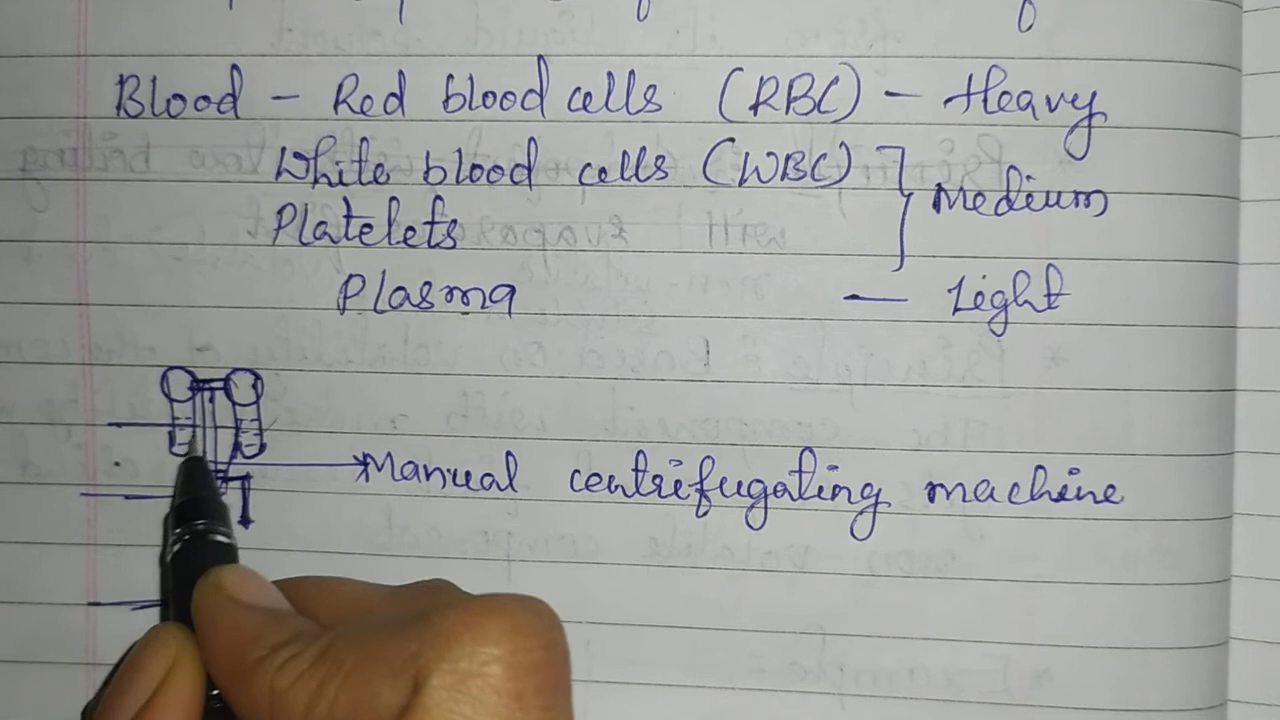 Blood - Red blood cells (RBC) - Heavy
White blood cells (WBC) ] Medium
Platelets
Plasma — Light
Manual centrifugating machine